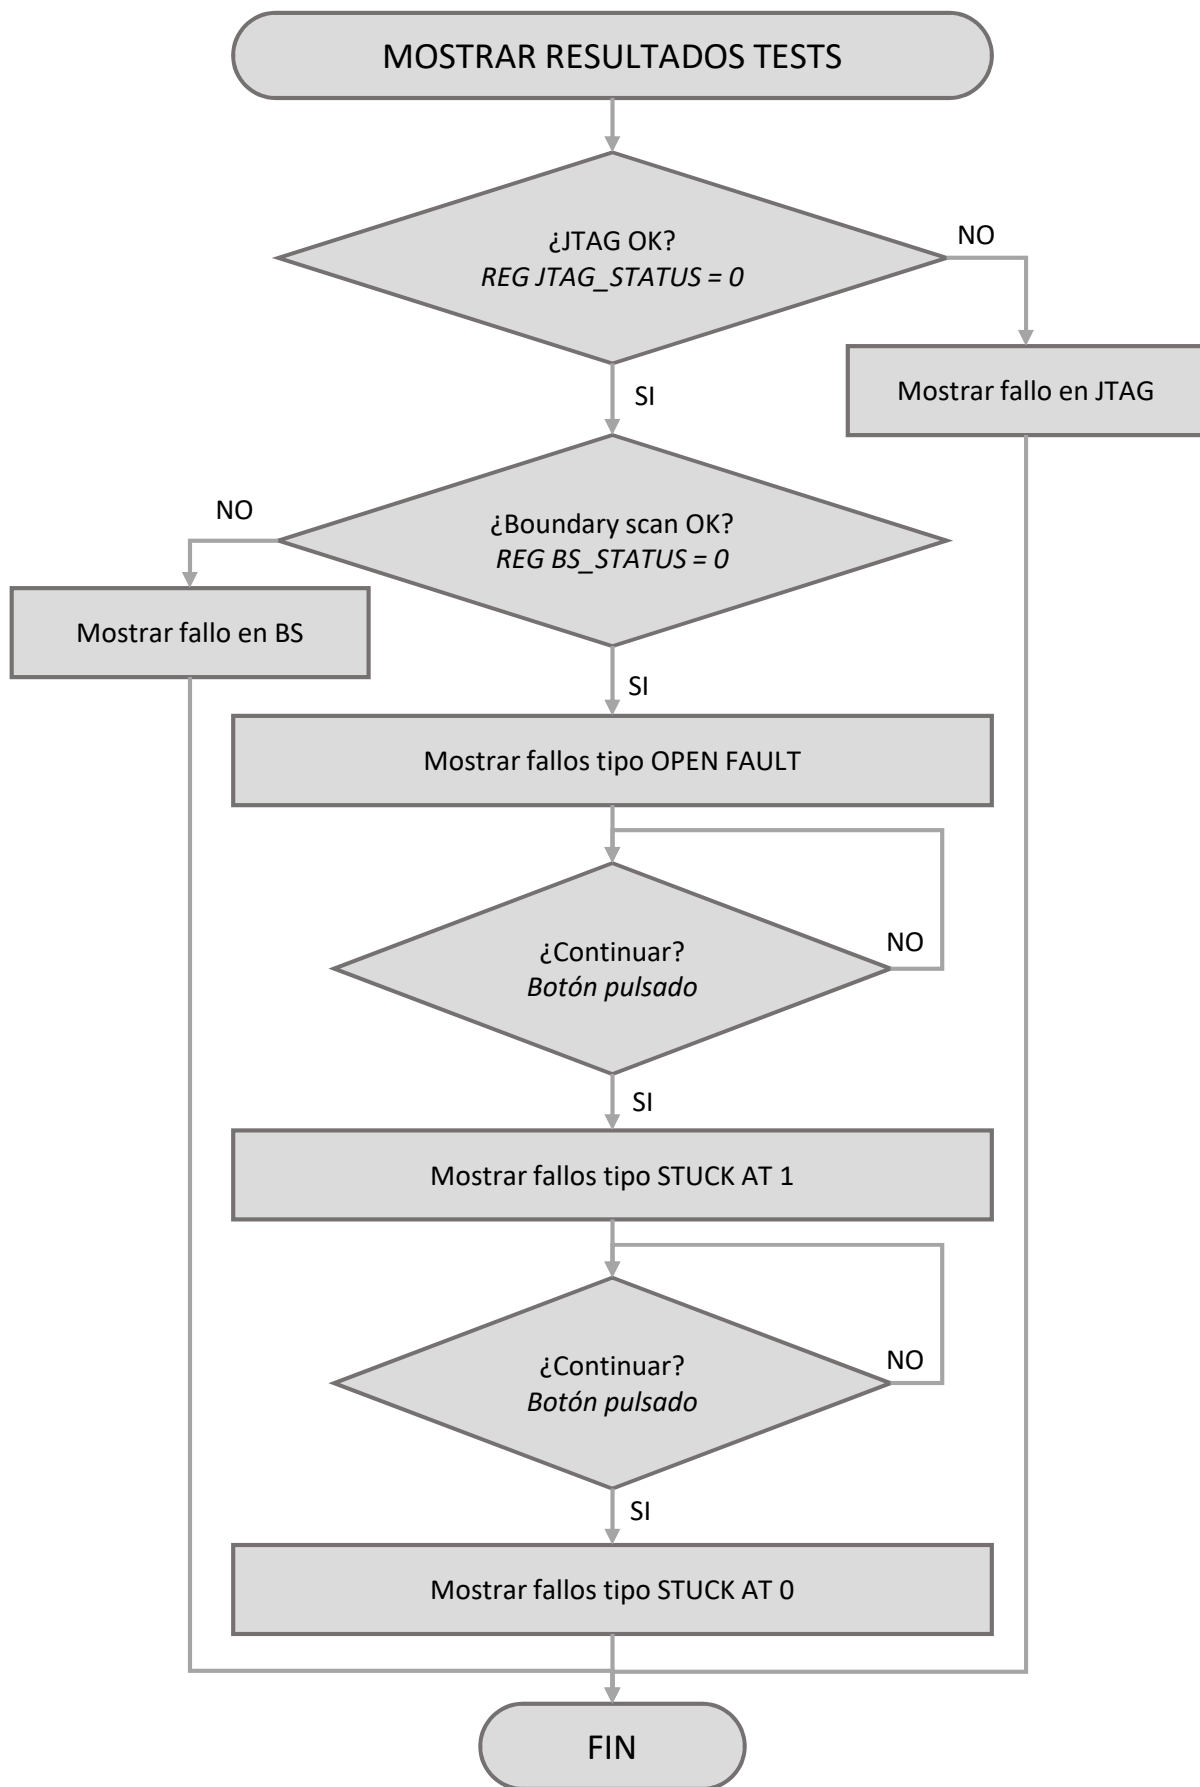 MOSTRAR RESULTADOS TESTS
¿JTAG OK?
REG JTAG_STATUS = 0
NO
Mostrar fallo en JTAG
SI
¿Boundary scan OK?
REG BS_STATUS = 0
NO
Mostrar fallo en BS
SI
Mostrar fallos tipo OPEN FAULT
¿Continuar?
Botón pulsado
NO
SI
Mostrar fallos tipo STUCK AT 1
¿Continuar?
Botón pulsado
NO
SI
Mostrar fallos tipo STUCK AT 0
FIN